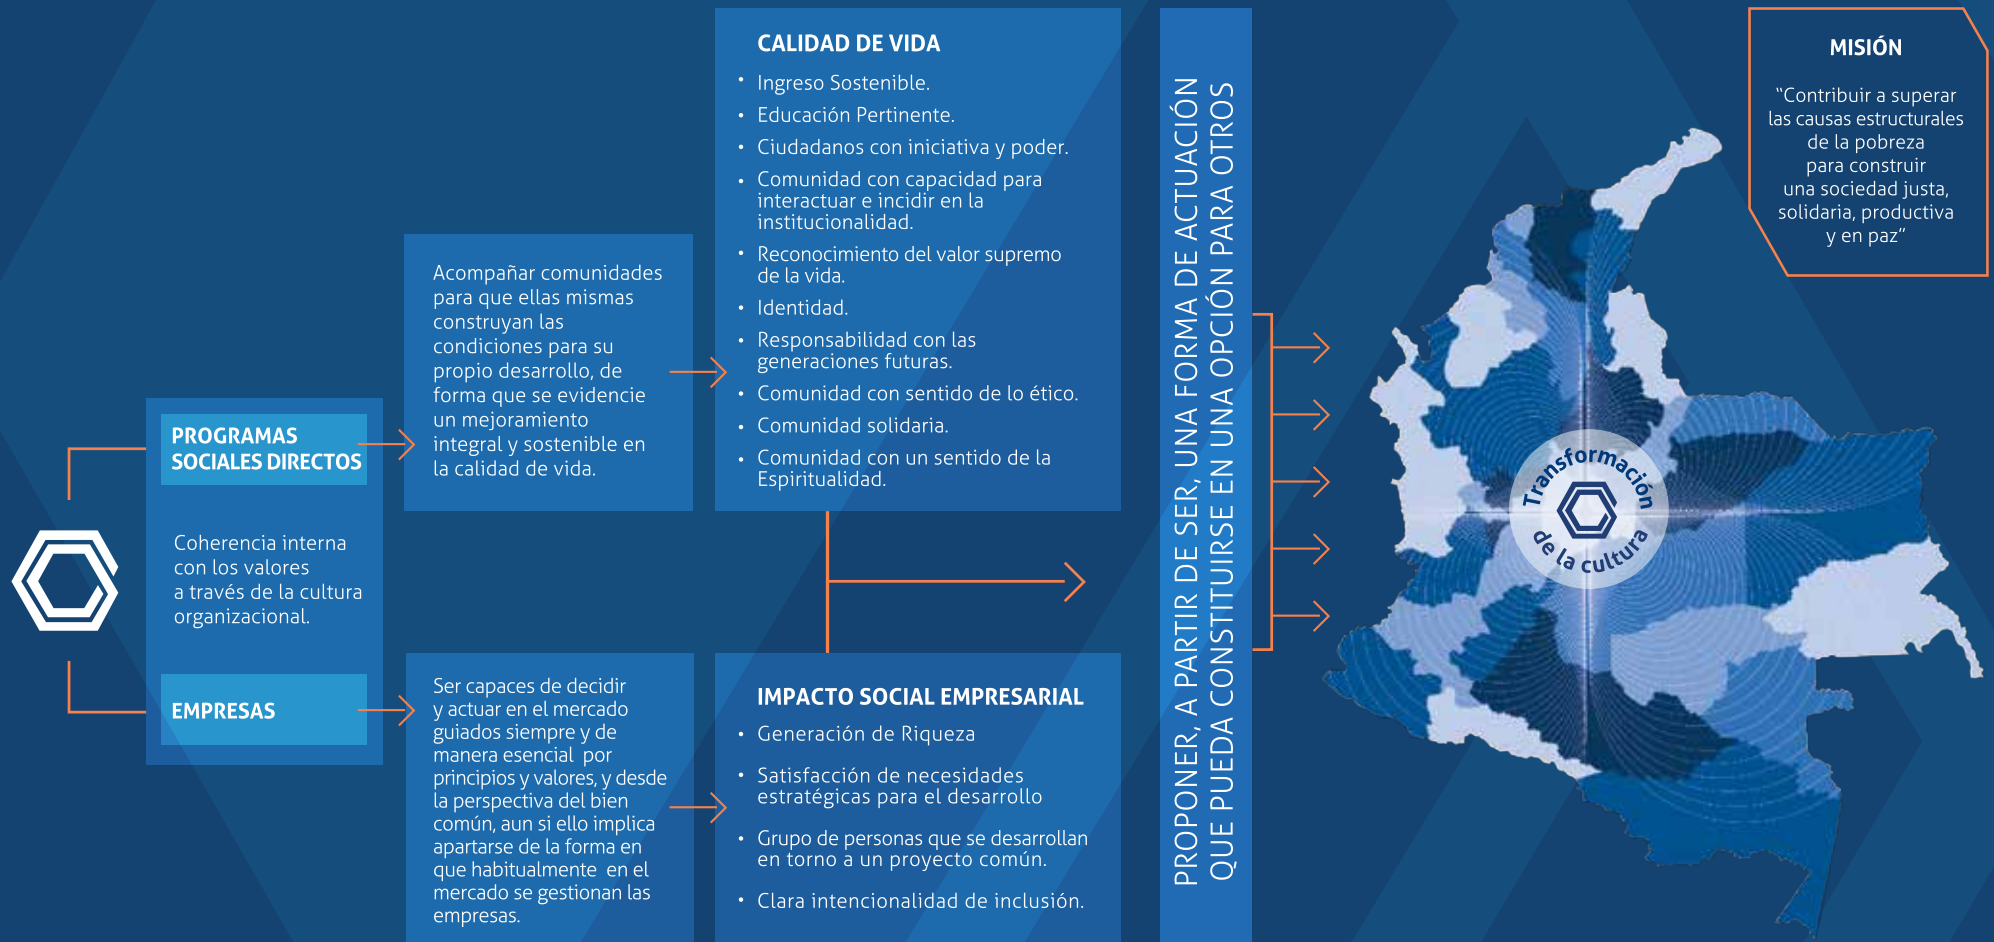 PROGRAMAS
SOCIALES DIRECTOS
Coherencia interna
con los valores
a través de la cultura
organizacional.
EMPRESAS
Acompañar comunidades
para que ellas mismas
construyan las
condiciones para su
propio desarrollo, de
forma que se evidencie
un mejoramiento
integral y sostenible en
la calidad de vida.
Ser capaces de decidir
y actuar en el mercado
guiados siempre y de
manera esencial por
principios y valores, y desde
la perspectiva del bien
común, aun si ello implica
apartarse de la forma en
que habitualmente en el
mercado se gestionan las
empresas.
CALIDAD DE VIDA
• Ingreso Sostenible.
• Educación Pertinente.
• Ciudadanos con iniciativa y poder.
• Comunidad con capacidad para
interactuar e incidir en la
institucionalidad.
• Reconocimiento del valor supremo
de la vida.
• Identidad.
• Responsabilidad con las
generaciones futuras.
• Comunidad con sentido de lo ético.
• Comunidad solidaria.
• Comunidad con un sentido de la
Espiritualidad.
IMPACTO SOCIAL EMPRESARIAL
• Generación de Riqueza
• Satisfacción de necesidades
estratégicas para el desarrollo
• Grupo de personas que se desarrollan
en torno a un proyecto común.
• Clara intencionalidad de inclusión.
PROPONER, A PARTIR DE SER, UNA FORMA DE ACTUACIÓN
QUE PUEDA CONSTITUIRSE EN UNA OPCIÓN PARA OTROS
Transformación
de la cultura
MISIÓN
“Contribuir a superar
las causas estructurales
de la pobreza
para construir
una sociedad justa,
solidaria, productiva
y en paz”